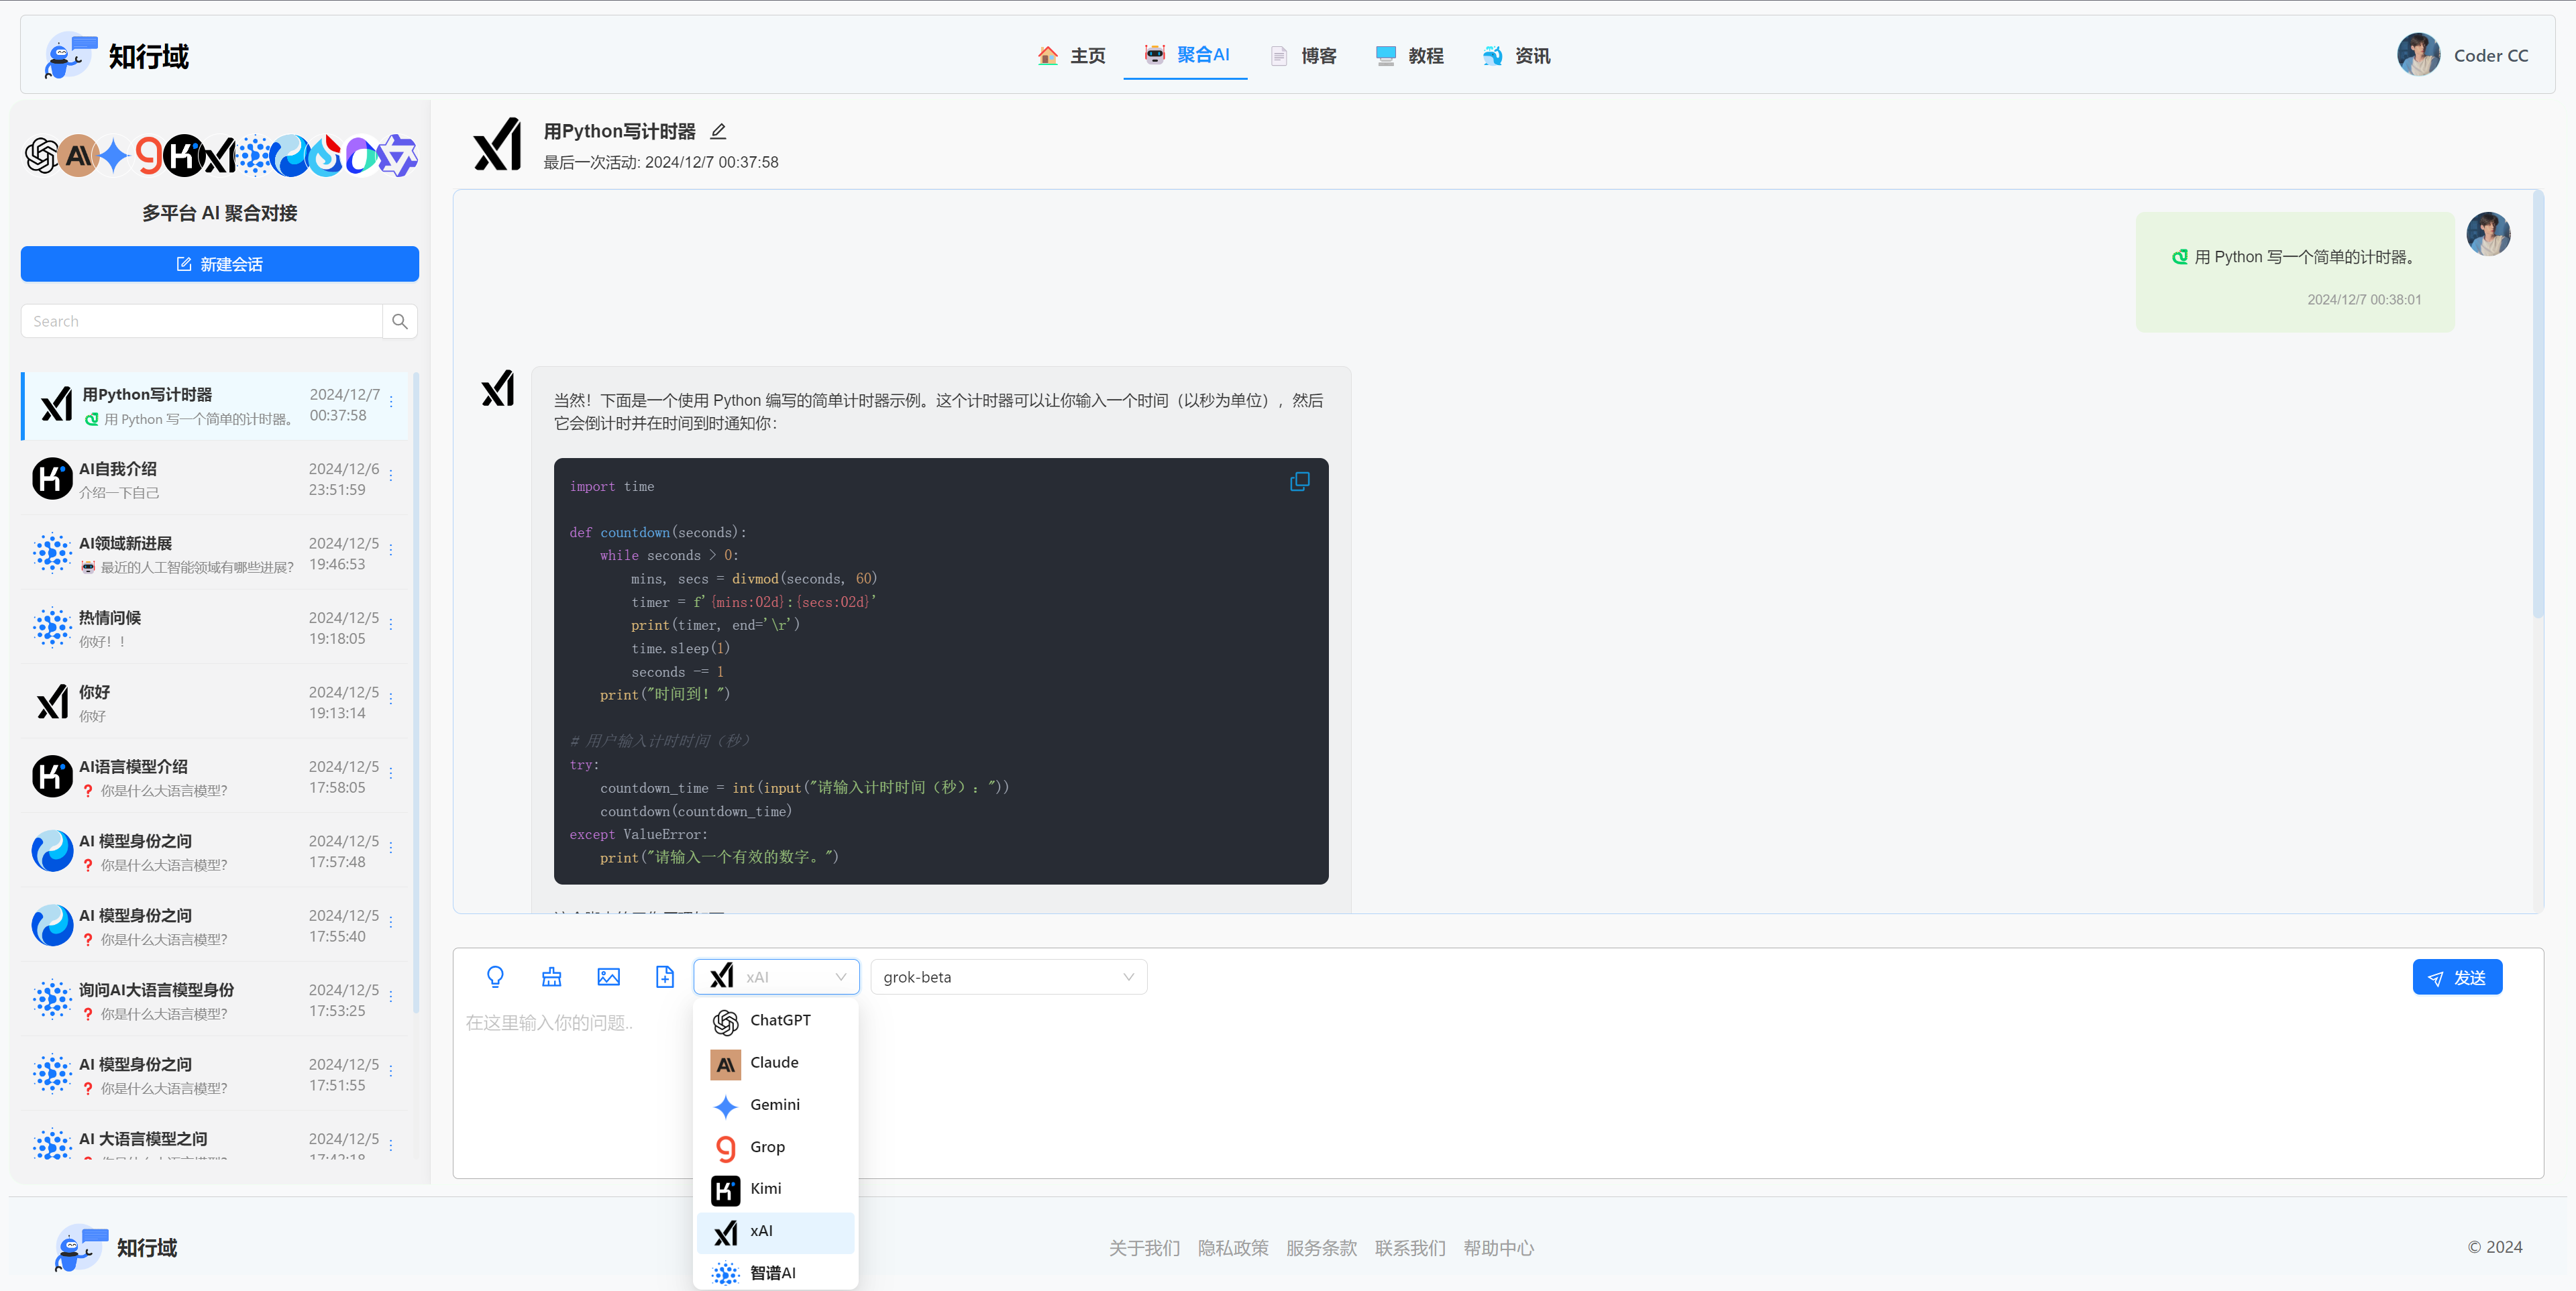 知行域
主页
聚合AI
博客
教程
资讯
Coder CC
多平台 AI 聚合对接
新建会话
Search
用Python写计时器
2024/12/7
用 Python 写一个简单的计时器。
00:37:58
AI自我介绍
2024/12/6
介绍一下自己
23:51:59
AI领域新进展
2024/12/5
最近的人工智能领域有哪些进展?
19:46:53
热情问候
2024/12/5
你好！！
19:18:05
你好
2024/12/5
你好
19:13:14
AI语言模型介绍
2024/12/5
❓ 你是什么大语言模型?
17:58:05
AI 模型身份之问
2024/12/5
❓ 你是什么大语言模型?
17:57:48
AI 模型身份之问
2024/12/5
❓ 你是什么大语言模型?
17:55:40
询问AI大语言模型身份
2024/12/5
❓ 你是什么大语言模型?
17:53:25
AI 模型身份之问
2024/12/5
❓ 你是什么大语言模型?
17:51:55
AI 大语言模型之问
2024/12/5
用Python写计时器
最后一次活动: 2024/12/7 00:37:58
用 Python 写一个简单的计时器。
2024/12/7 00:38:01
当然！下面是一个使用 Python 编写的简单计时器示例。这个计时器可以让你输入一个时间（以秒为单位），然后
它会倒计时并在时间到时通知你：
import time
def countdown(seconds):
    while seconds > 0:
        mins, secs = divmod(seconds, 60)
        timer = f'{mins:02d}:{secs:02d}'
        print(timer, end='\r')
        time.sleep(1)
        seconds -= 1
    print("时间到！")
# 用户输入计时时间（秒）
try:
    countdown_time = int(input("请输入计时时间（秒）："))
    countdown(countdown_time)
except ValueError:
    print("请输入一个有效的数字。")
xAI
grok-beta
发送
在这里输入你的问题..
ChatGPT
Claude
Gemini
Grop
Kimi
xAI
智谱AI
知行域
关于我们
隐私政策
服务条款
联系我们
帮助中心
© 2024